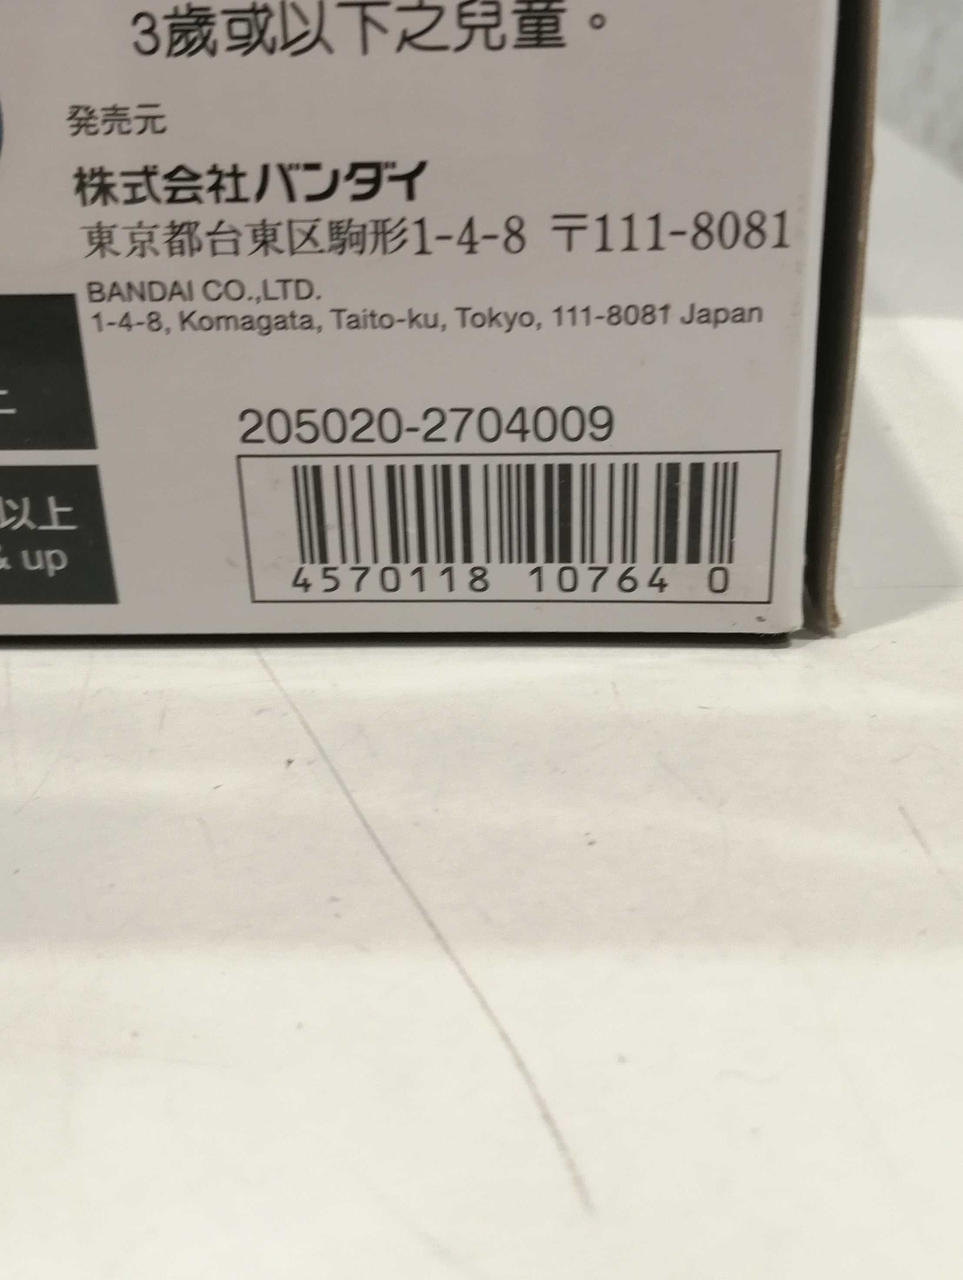 3歲或以下之兒童。
発売元
株式会社バンダイ
東京都台東区駒形1-4-8 〒111-8081
BANDAI CO.,LTD.
1-4-8, Komagata, Taito-ku, Tokyo, 111-8081 Japan
205020-2704009
以上
& up
4570118 10764 0